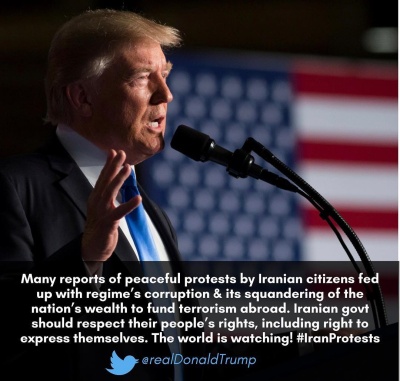 Many reports of peaceful protests by Iranian citizens fed
up with regime's corruption & its squandering of the
nation's wealth to fund terrorism abroad. Iranian govt
should respect their people's rights, including right to
express themselves. The world is watching! #IranProtests
@realDonaldTrump